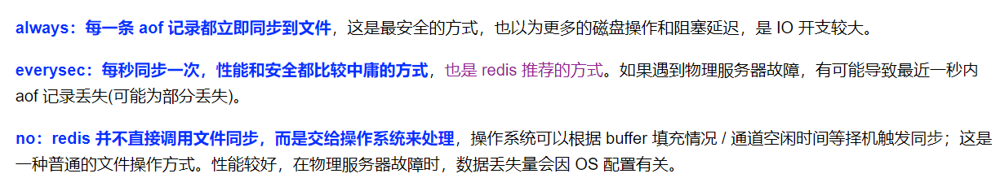 always：每一条 aof 记录都立即同步到文件，这是最安全的方式，也以为更多的磁盘操作和阻塞延迟，是 IO 开支较大。
everysec：每秒同步一次，性能和安全都比较中庸的方式，也是 redis 推荐的方式。如果遇到物理服务器故障，有可能导致最近一秒内
aof 记录丢失(可能为部分丢失)。
no：redis 并不直接调用文件同步，而是交给操作系统来处理，操作系统可以根据 buffer 填充情况 / 通道空闲时间等择机触发同步；这是
一种普通的文件操作方式。性能较好，在物理服务器故障时，数据丢失量会因 OS 配置有关。